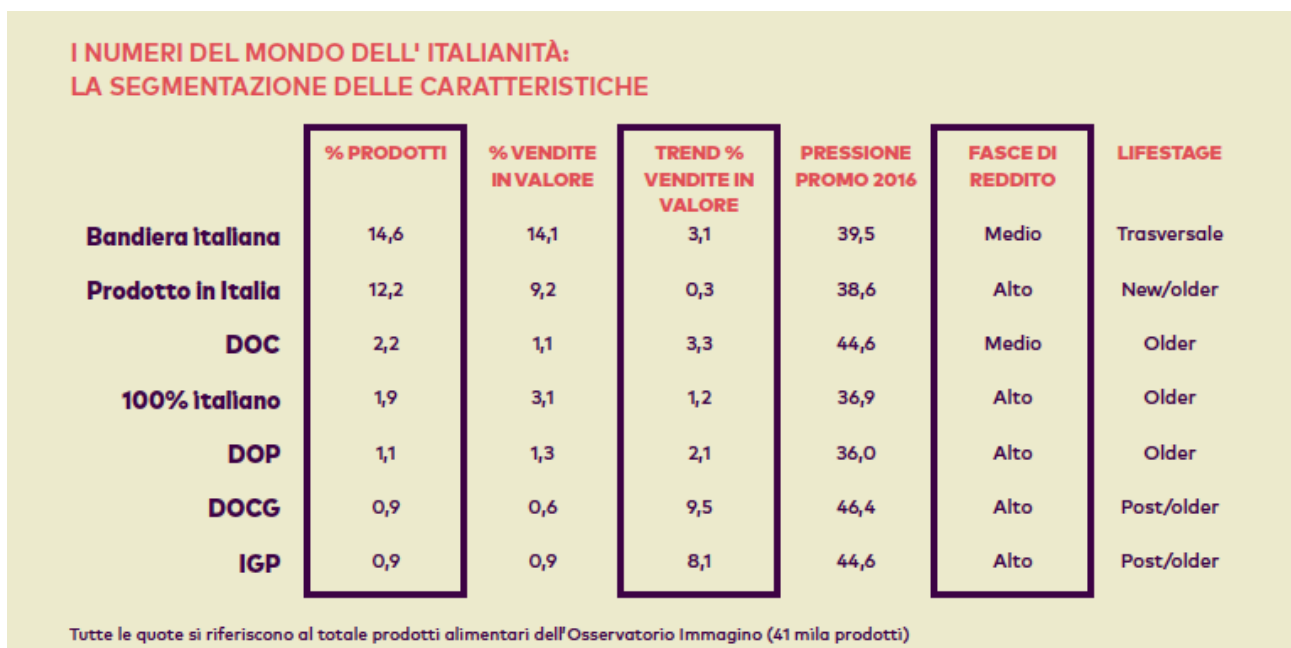 I NUMERI DEL MONDO DELL' ITALIANITÀ:
LA SEGMENTAZIONE DELLE CARATTERISTICHE
% PRODOTTI % VENDITE IN VALORE TREND % VENDITE IN VALORE PRESSIONE PROMO 2016 FASCE DI REDDITO LIFESTAGE
Bandiera italiana 14,6 14,1 3,1 39,5 Medio Trasversale
Prodotto in Italia 12,2 9,2 0,3 38,6 Alto New/older
DOC 2,2 1,1 3,3 44,6 Medio Older
100% italiano 1,9 3,1 1,2 36,9 Alto Older
DOP 1,1 1,3 2,1 36,0 Alto Older
DOCG 0,9 0,6 9,5 46,4 Alto Post/older
IGP 0,9 0,9 8,1 44,6 Alto Post/older
Tutte le quote si riferiscono al totale prodotti alimentari dell'Osservatorio Immagino (41 mila prodotti)